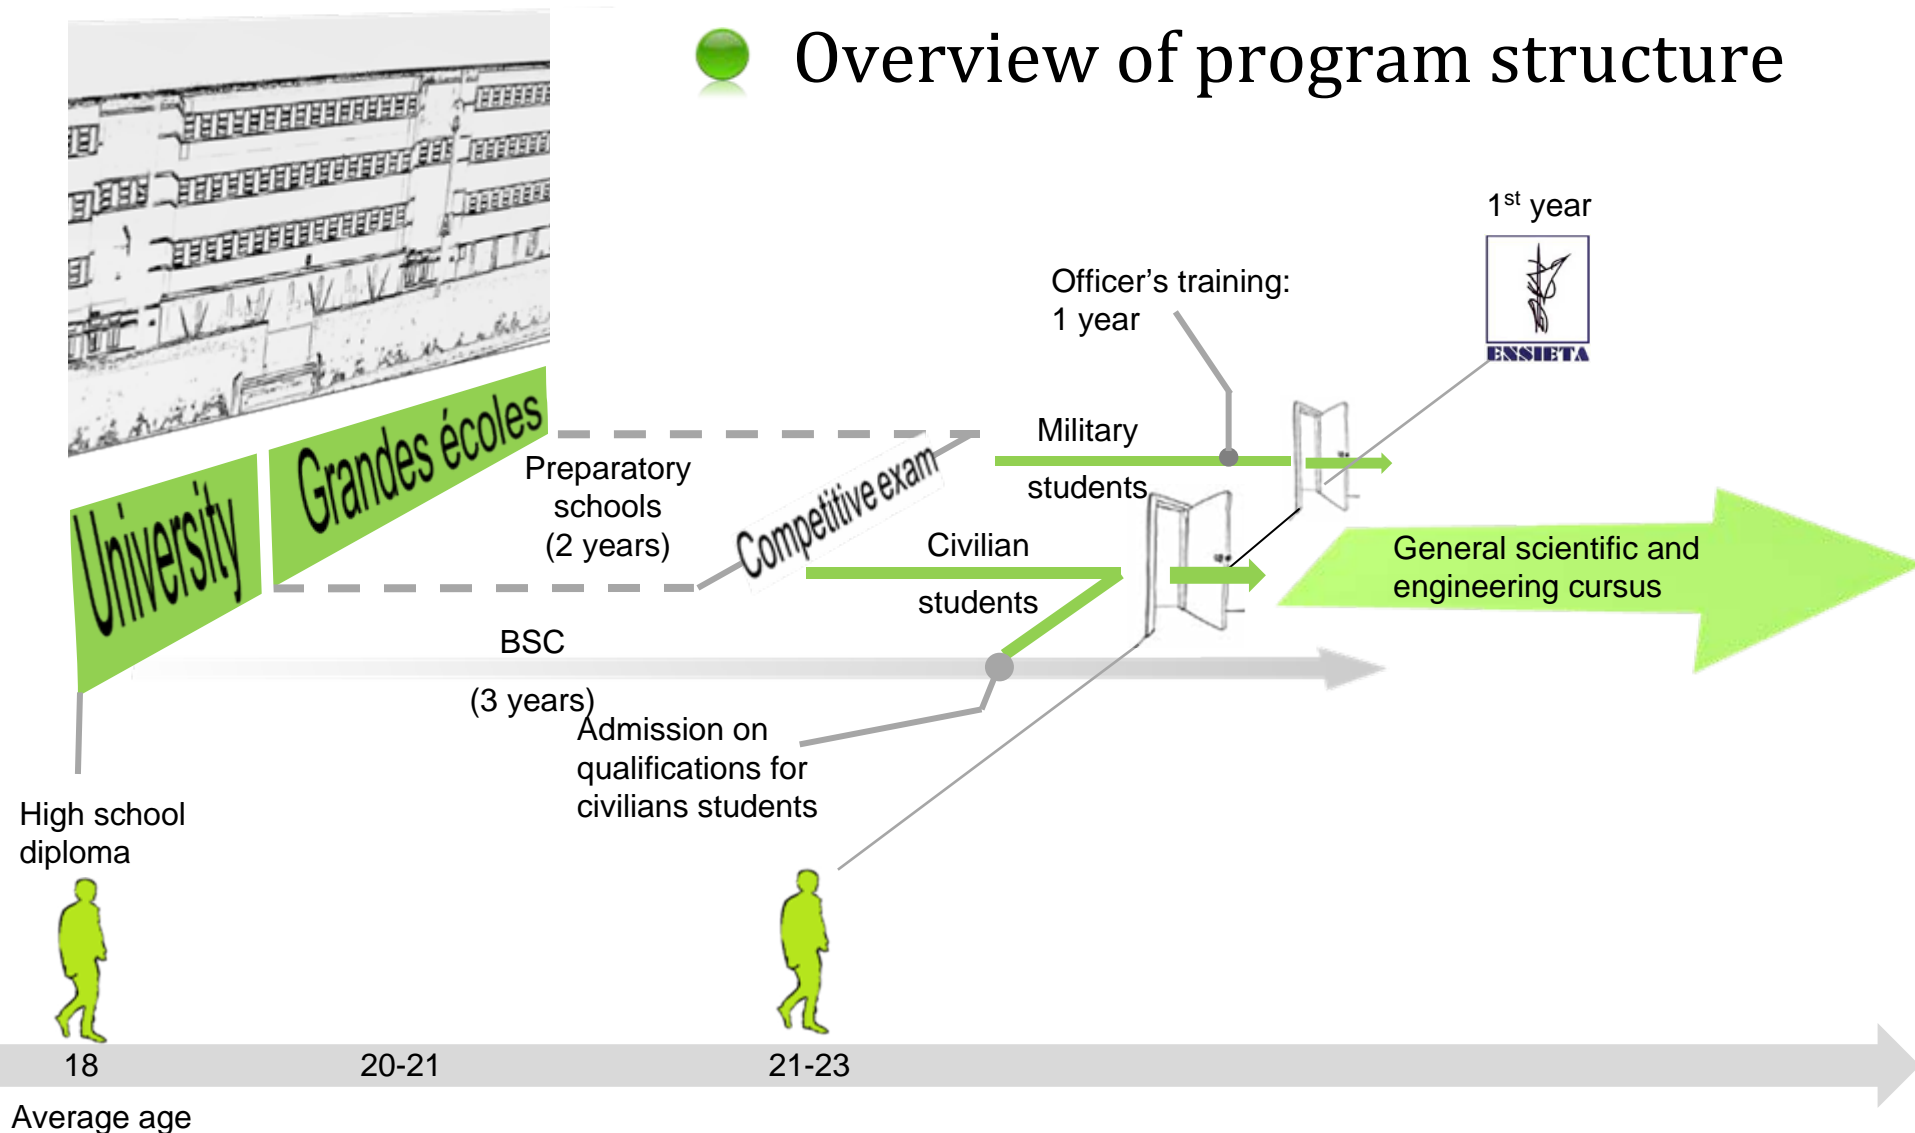 Overview of program structure
1st year
ENSIETA
Officer’s training:
1 year
Grandes écoles
University
Preparatory
schools
(2 years)
Competitive exam
Military
students
Civilian
students
General scientific and
engineering cursus
BSC
(3 years)
Admission on
qualifications for
civilians students
High school
diploma
18
20-21
21-23
Average age